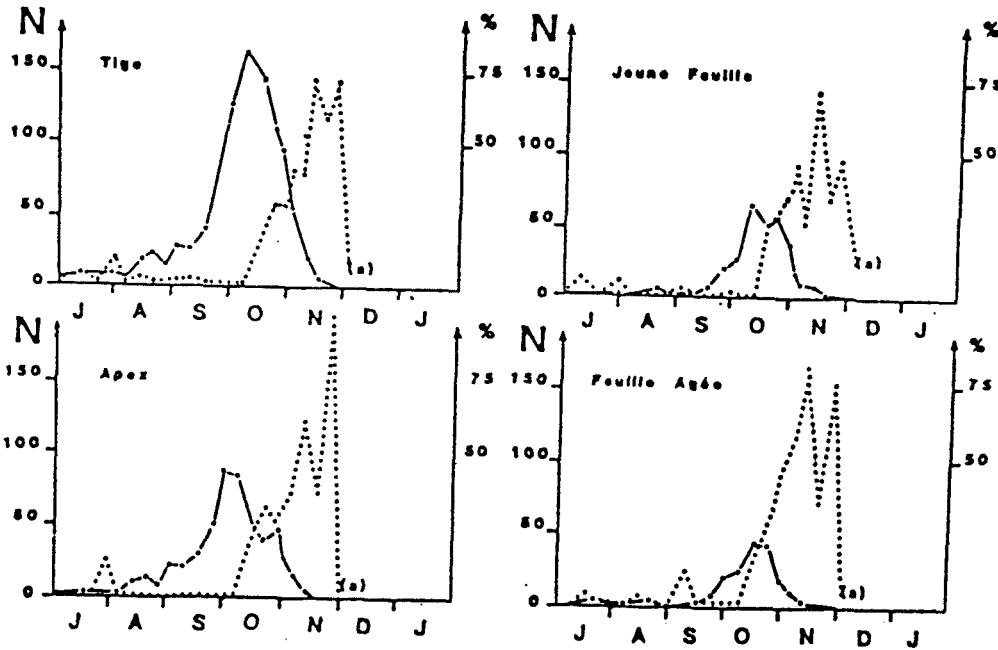 N % N %
Tige Jeune Feuille
150 75 150 75
100 50 100 50
50 50
0 (a) 0 (a)
J A S O N D J J A S O N D J
N % N %
Apex Feuille Agée
150 75 150 75
100 50 100 50
50 50
0 (a) 0 (a)
J A S O N D J J A S O N D J